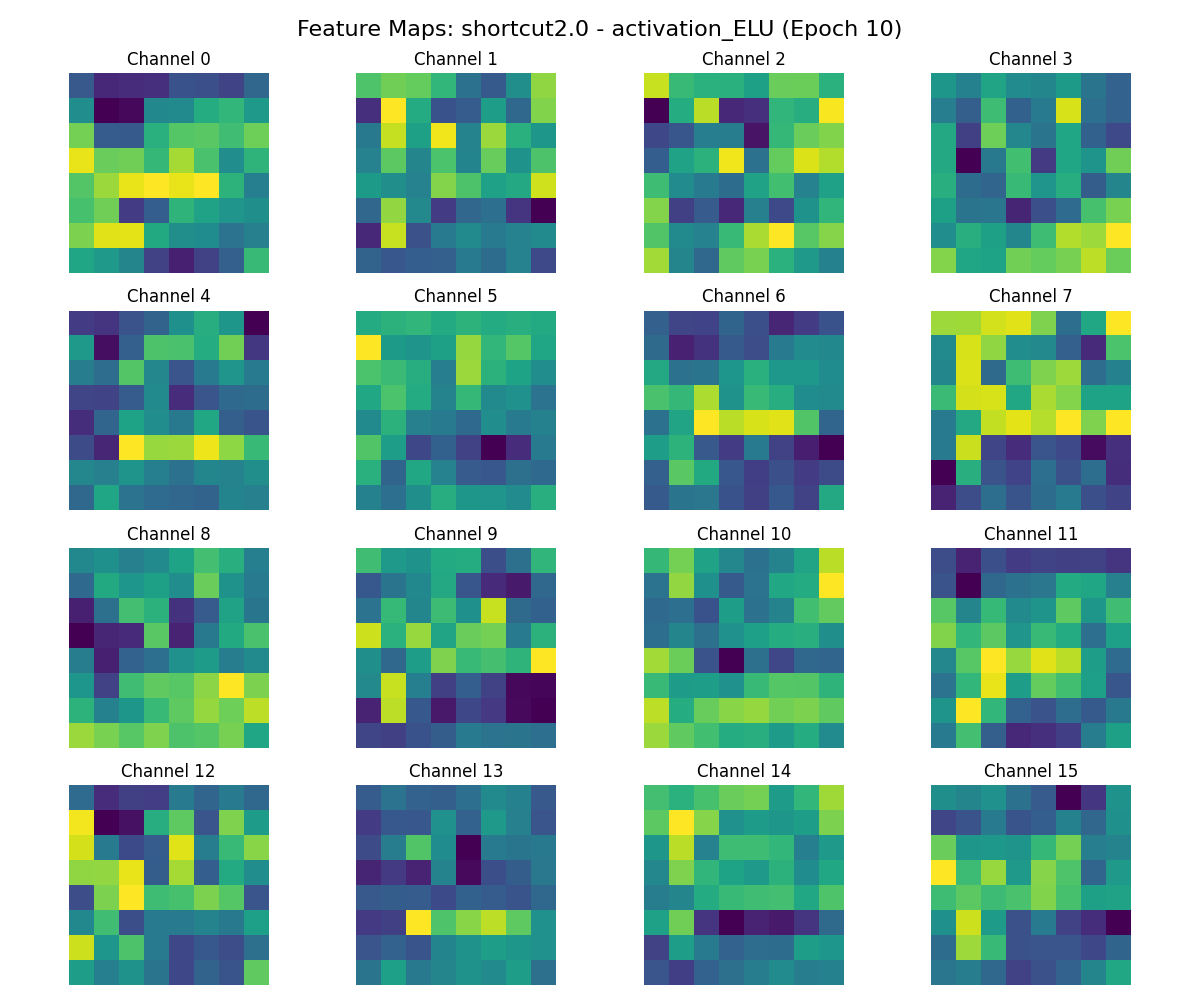 Feature Maps: shortcut2.0 - activation_ELU (Epoch 10)
Channel 0
Channel 1
Channel 2
Channel 3
Channel 4
Channel 5
Channel 6
Channel 7
Channel 8
Channel 9
Channel 10
Channel 11
Channel 12
Channel 13
Channel 14
Channel 15